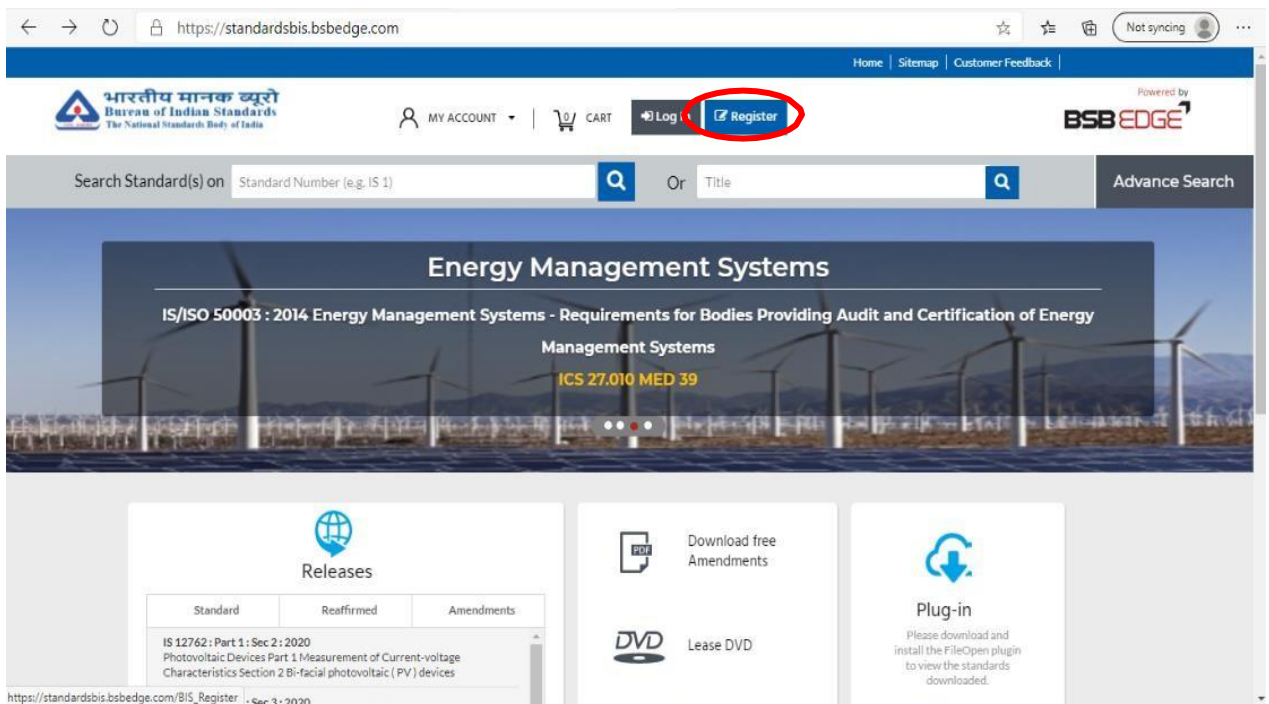 https://standardsbis.bsbedge.com
Not syncing
Home | Sitemap | Customer Feedback |
भारतीय मानक ब्यूरो
Bureau of Indian Standards
The National Standards Body of India
MY ACCOUNT
0
CART
Log in
Register
Powered by
BSB EDGE
Search Standard(s) on
Standard Number (e.g. IS 1)
Or
Title
Advance Search
Energy Management Systems
IS/ISO 50003 : 2014 Energy Management Systems - Requirements for Bodies Providing Audit and Certification of Energy
Management Systems
ICS 27.010 MED 39
Releases
Standard
Reaffirmed
Amendments
IS 12762 : Part 1 : Sec 2 : 2020
Photovoltaic Devices Part 1 Measurement of Current-voltage
Characteristics Section 2 Bi-facial photovoltaic ( PV ) devices
: Sec 3 : 2020
PDF
Download free
Amendments
DVD
Lease DVD
Plug-in
Please download and
install the FileOpen plugin
to view the standards
downloaded.
https://standardsbis.bsbedge.com/BIS_Register